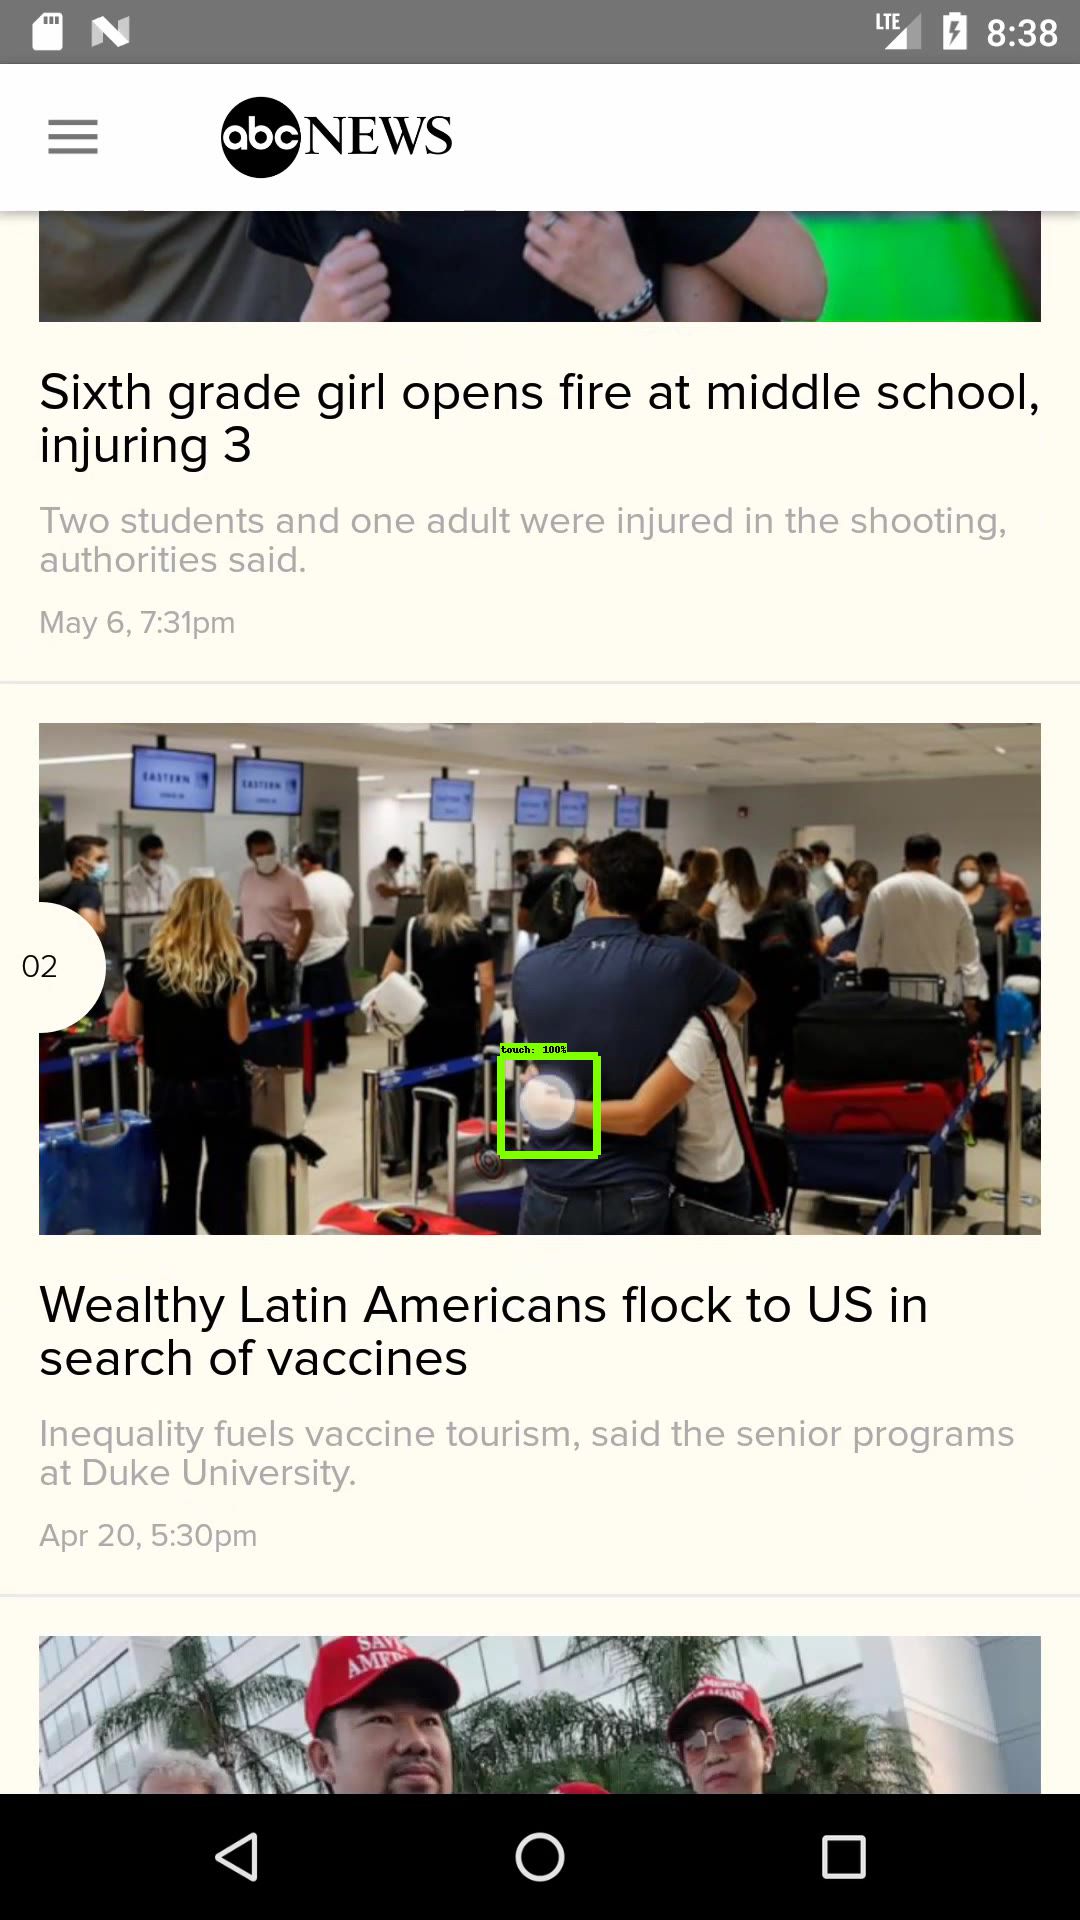 LTE 8:38
abc NEWS
Sixth grade girl opens fire at middle school,
injuring 3
Two students and one adult were injured in the shooting,
authorities said.
May 6, 7:31pm
EASTERN
EASTERN
02
touch: 100%
Wealthy Latin Americans flock to US in
search of vaccines
Inequality fuels vaccine tourism, said the senior programs
at Duke University.
Apr 20, 5:30pm